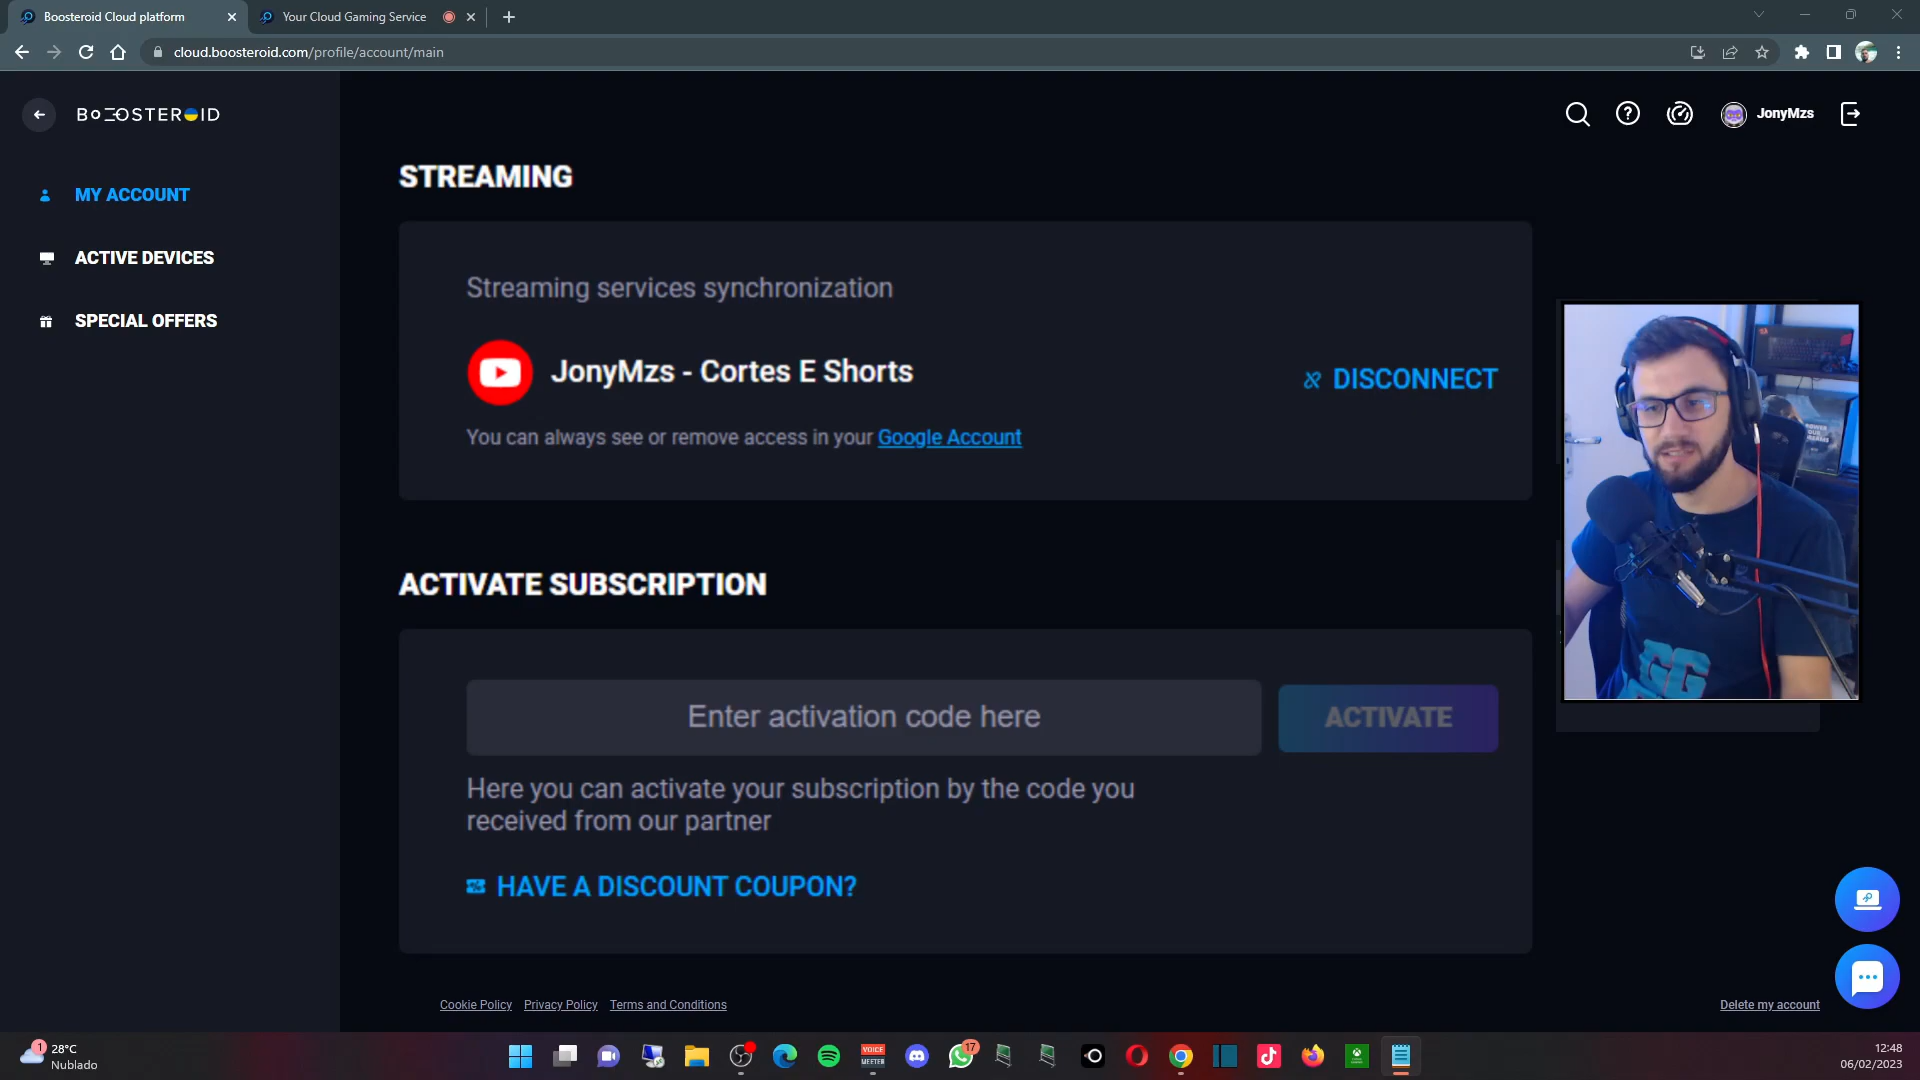 Boosteroid Cloud platform
Your Cloud Gaming Service
cloud.boosteroid.com/profile/account/main
BOOSTEROID
JonyMzs
STREAMING
MY ACCOUNT
ACTIVE DEVICES
SPECIAL OFFERS
Streaming services synchronization
JonyMzs - Cortes E Shorts
DISCONNECT
You can always see or remove access in your Google Account
ACTIVATE SUBSCRIPTION
Enter activation code here
ACTIVATE
Here you can activate your subscription by the code you
received from our partner
HAVE A DISCOUNT COUPON?
Cookie Policy Privacy Policy Terms and Conditions
Delete my account
1
28°C
Nublado
VOICE
MEETER
17
12:48
06/02/2023